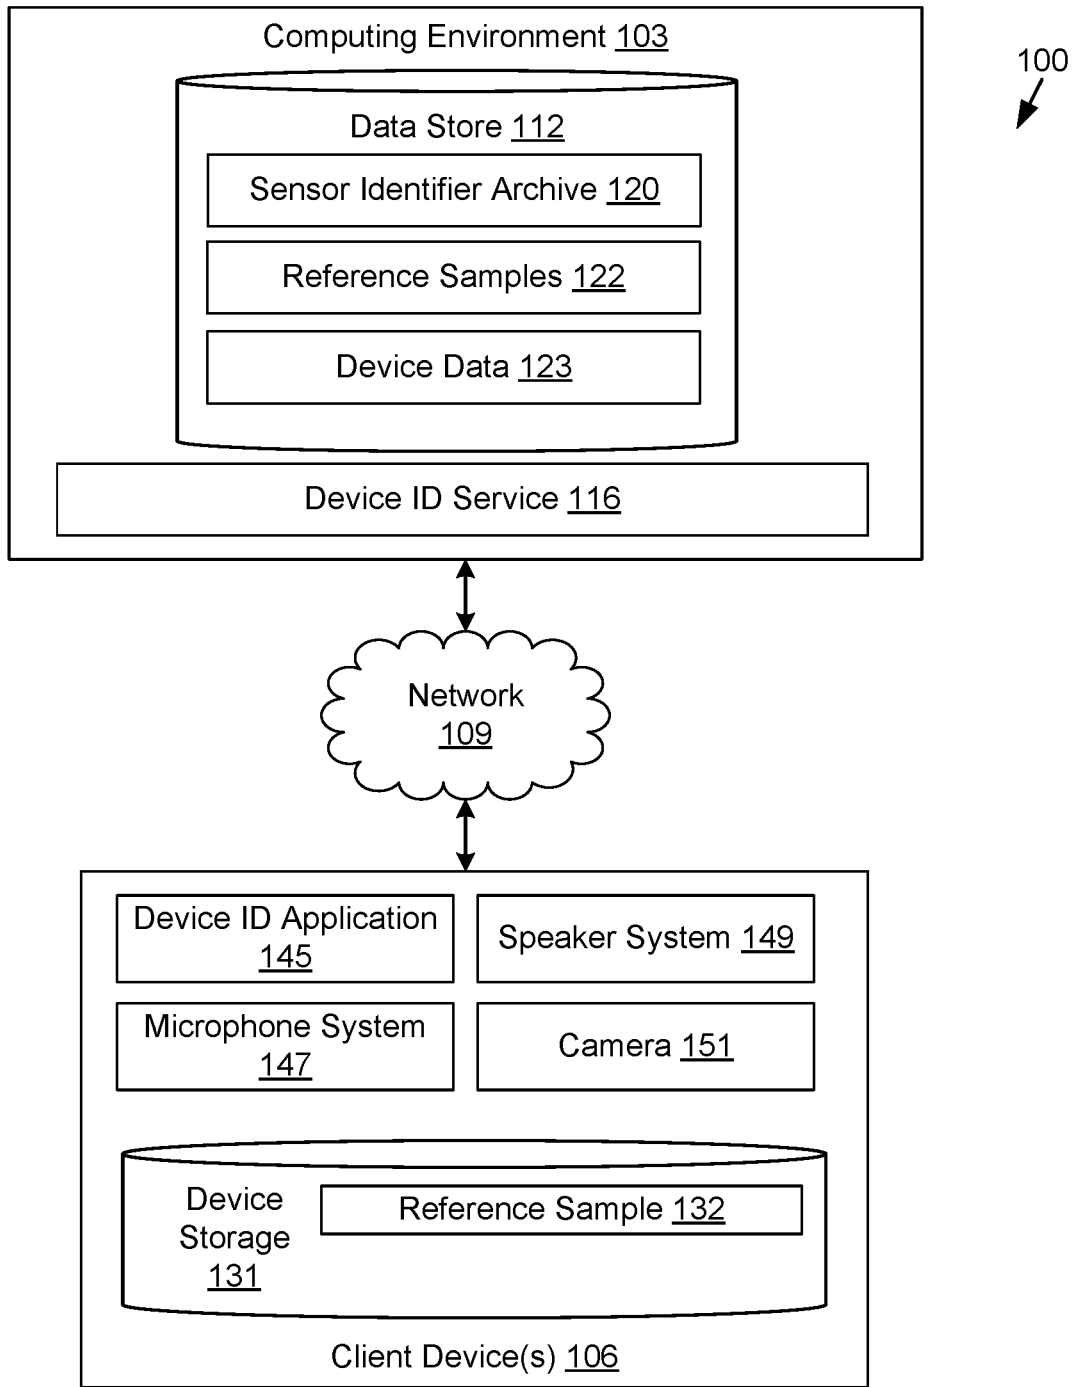 Computing Environment 103
100
Data Store 112
Sensor Identifier Archive 120
Reference Samples 122
Device Data 123
Device ID Service 116
Network
109
Device ID Application
145
Speaker System 149
Microphone System
147
Camera 151
Device
Storage
131
Reference Sample 132
Client Device(s) 106